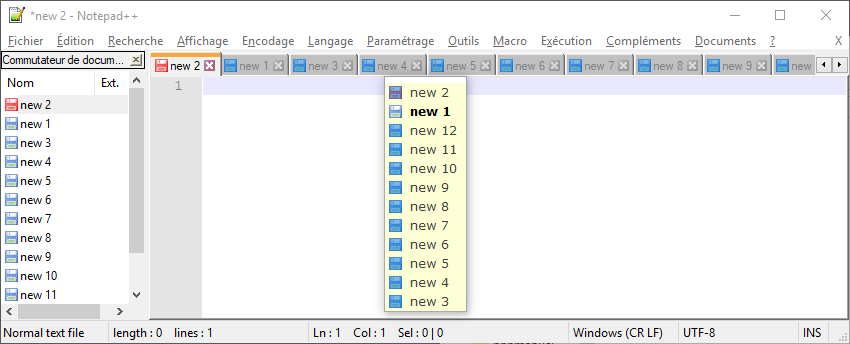 *new 2 - Notepad++
Fichier Édition Recherche Affichage Encodage Langage Paramétrage Outils Macro Exécution Compléments Documents ? X
Commutateur de docum...
new 2 new 1 new 3 new 4 new 5 new 6 new 7 new 8 new 9 new
Nom Ext.
new 2
new 1
new 3
new 4
new 5
new 6
new 7
new 8
new 9
new 10
new 11
1
new 2
new 1
new 12
new 11
new 10
new 9
new 8
new 7
new 6
new 5
new 4
new 3
Normal text file length : 0 lines : 1 Ln : 1 Col : 1 Sel : 0 | 0 Windows (CR LF) UTF-8 INS